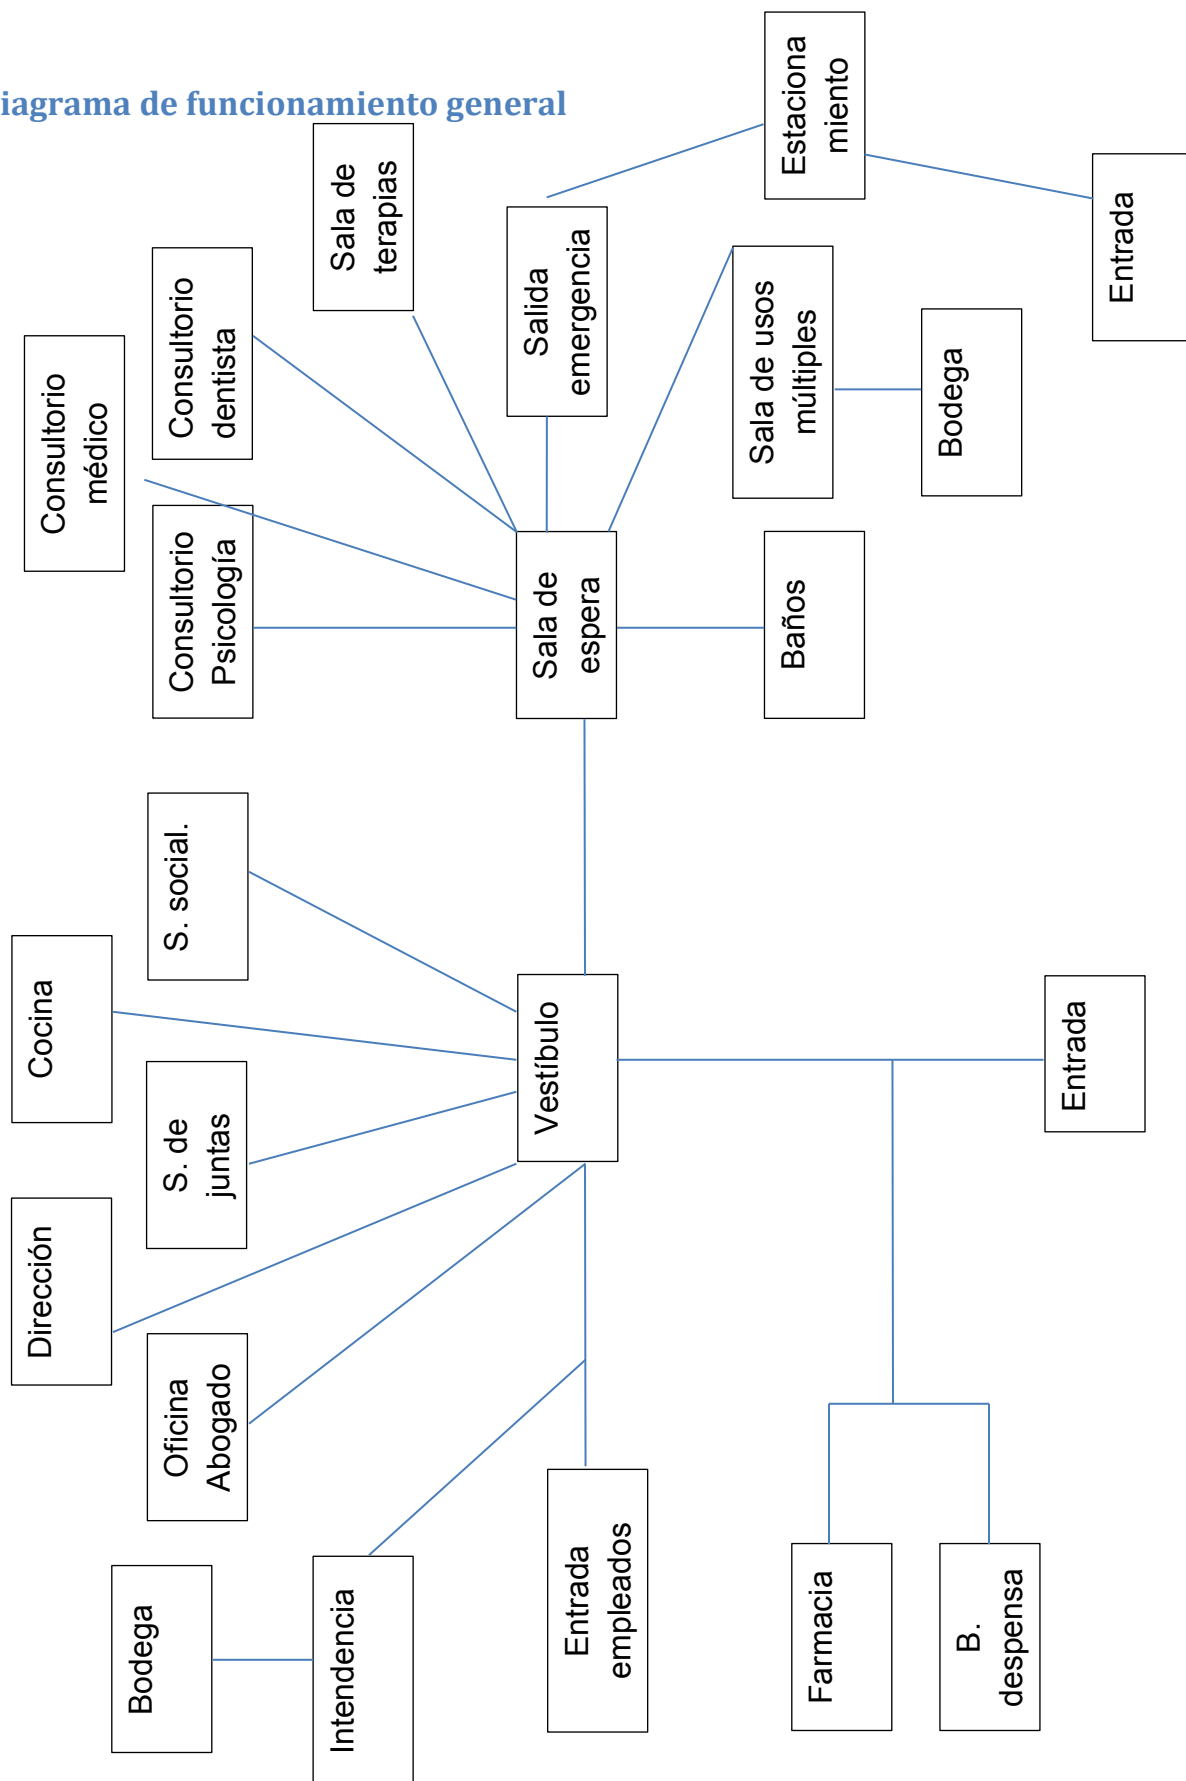 iagrama de funcionamiento general
Bodega
Intendencia
Entrada
empleados
Farmacia
B.
despensa
Dirección
Oficina
Abogado
Cocina
S. de
juntas
S. social.
Vestíbulo
Entrada
Consultorio
médico
Consultorio
Psicología
Consultorio
dentista
Sala de
terapias
Sala de
espera
Salida
emergencia
Baños
Sala de usos
múltiples
Bodega
Estaciona
miento
Entrada